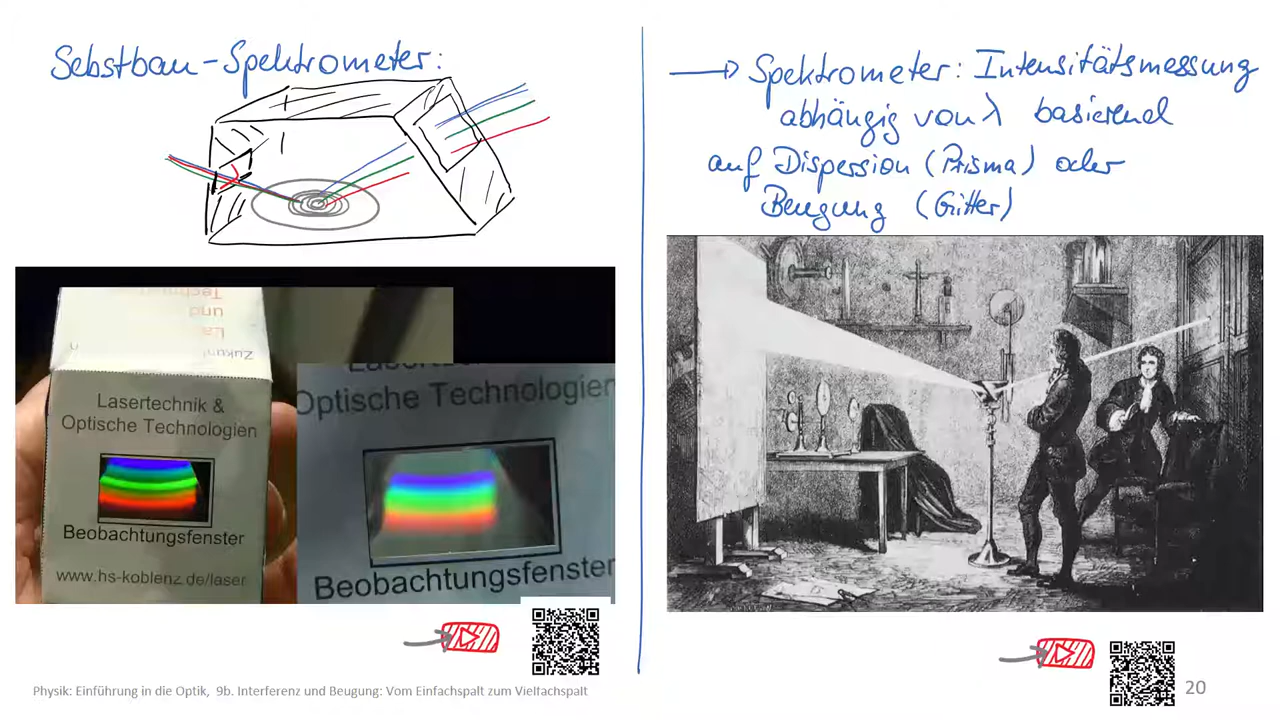 Sebstbau-Spektrometer:
Zukun
Lasertechnik &
Optische Technologien
Beobachtungsfenster
www.hs-koblenz.de/laser
Optische Technologien
Beobachtungsfenster
→ Spektrometer: Intensitätsmessung
abhängig von λ basierend
auf Dispersion (Prisma) oder
Beugung (Gitter)
Physik: Einführung in die Optik, 9b. Interferenz und Beugung: Vom Einfachspalt zum Vielfachspalt
20